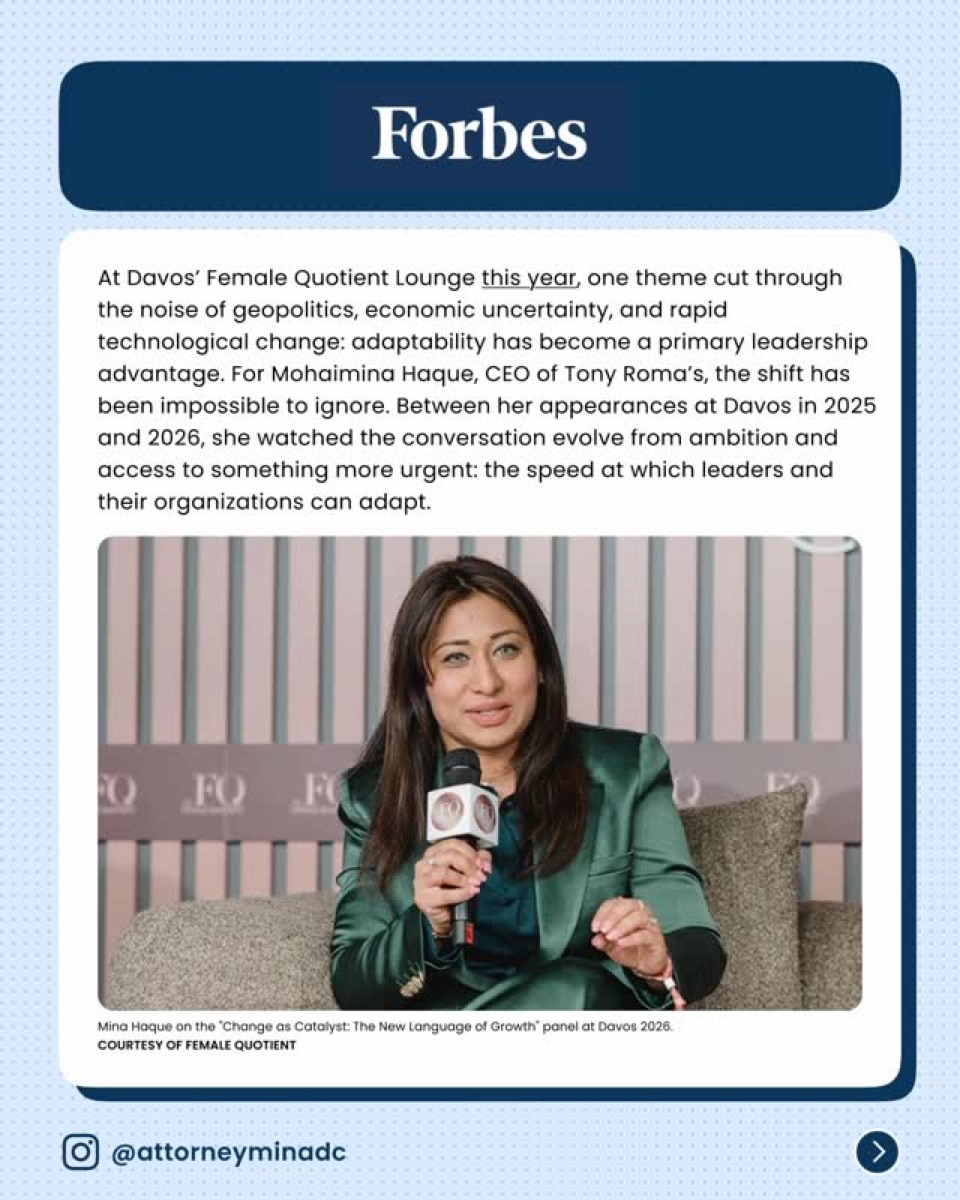 Forbes
At Davos’ Female Quotient Lounge this year, one theme cut through
the noise of geopolitics, economic uncertainty, and rapid
technological change: adaptability has become a primary leadership
advantage. For Mohaimina Haque, CEO of Tony Roma’s, the shift has
been impossible to ignore. Between her appearances at Davos in 2025
and 2026, she watched the conversation evolve from ambition and
access to something more urgent: the speed at which leaders and
their organizations can adapt.
FQ FQ FQ Q FQ
FQ
Mina Haque on the "Change as Catalyst: The New Language of Growth" panel at Davos 2026.
COURTESY OF FEMALE QUOTIENT
@attorneyminadc